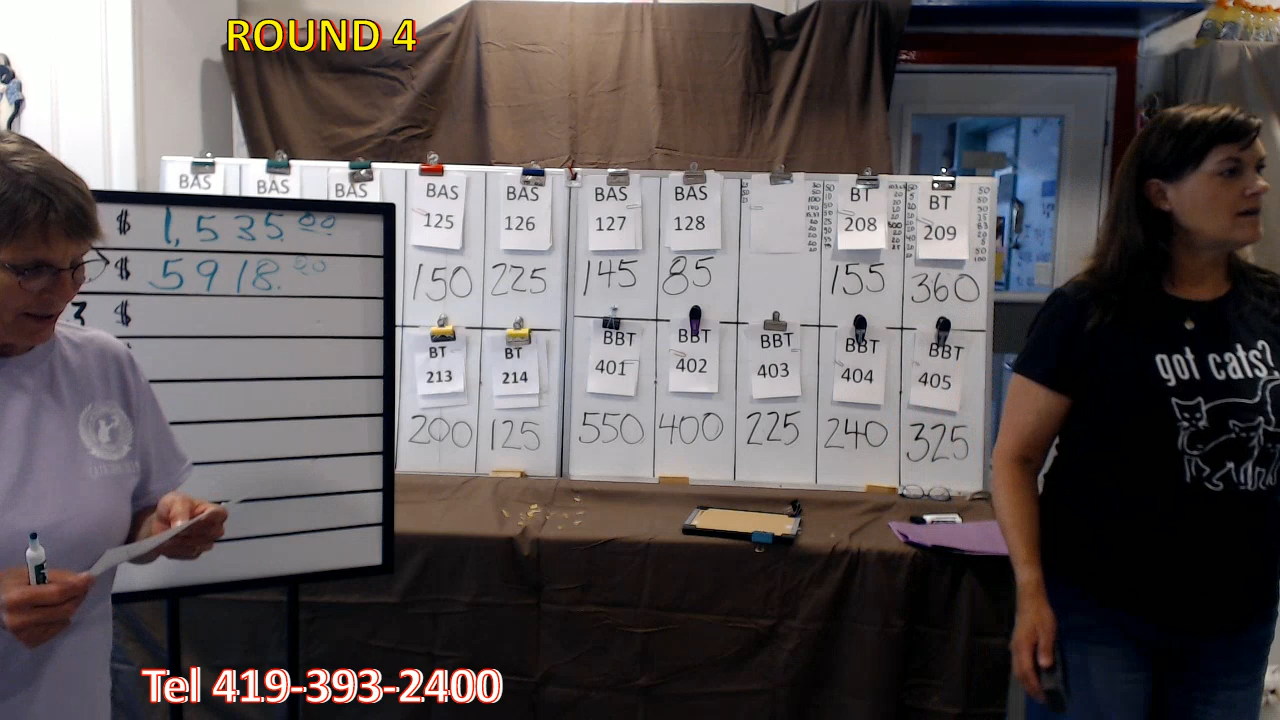 ROUND 4
BAS BAS BAS BAS BAS BAS BAS BT BT
125 126 127 128 208 209
$ 1,535.00
$ 5918.00
3 $
150 225 145 85 155 360
BT BT BBT BBT BBT BBT BBT
213 214 401 402 403 404 405
200 125 550 400 225 240 325
got cats?
Tel 419-393-2400